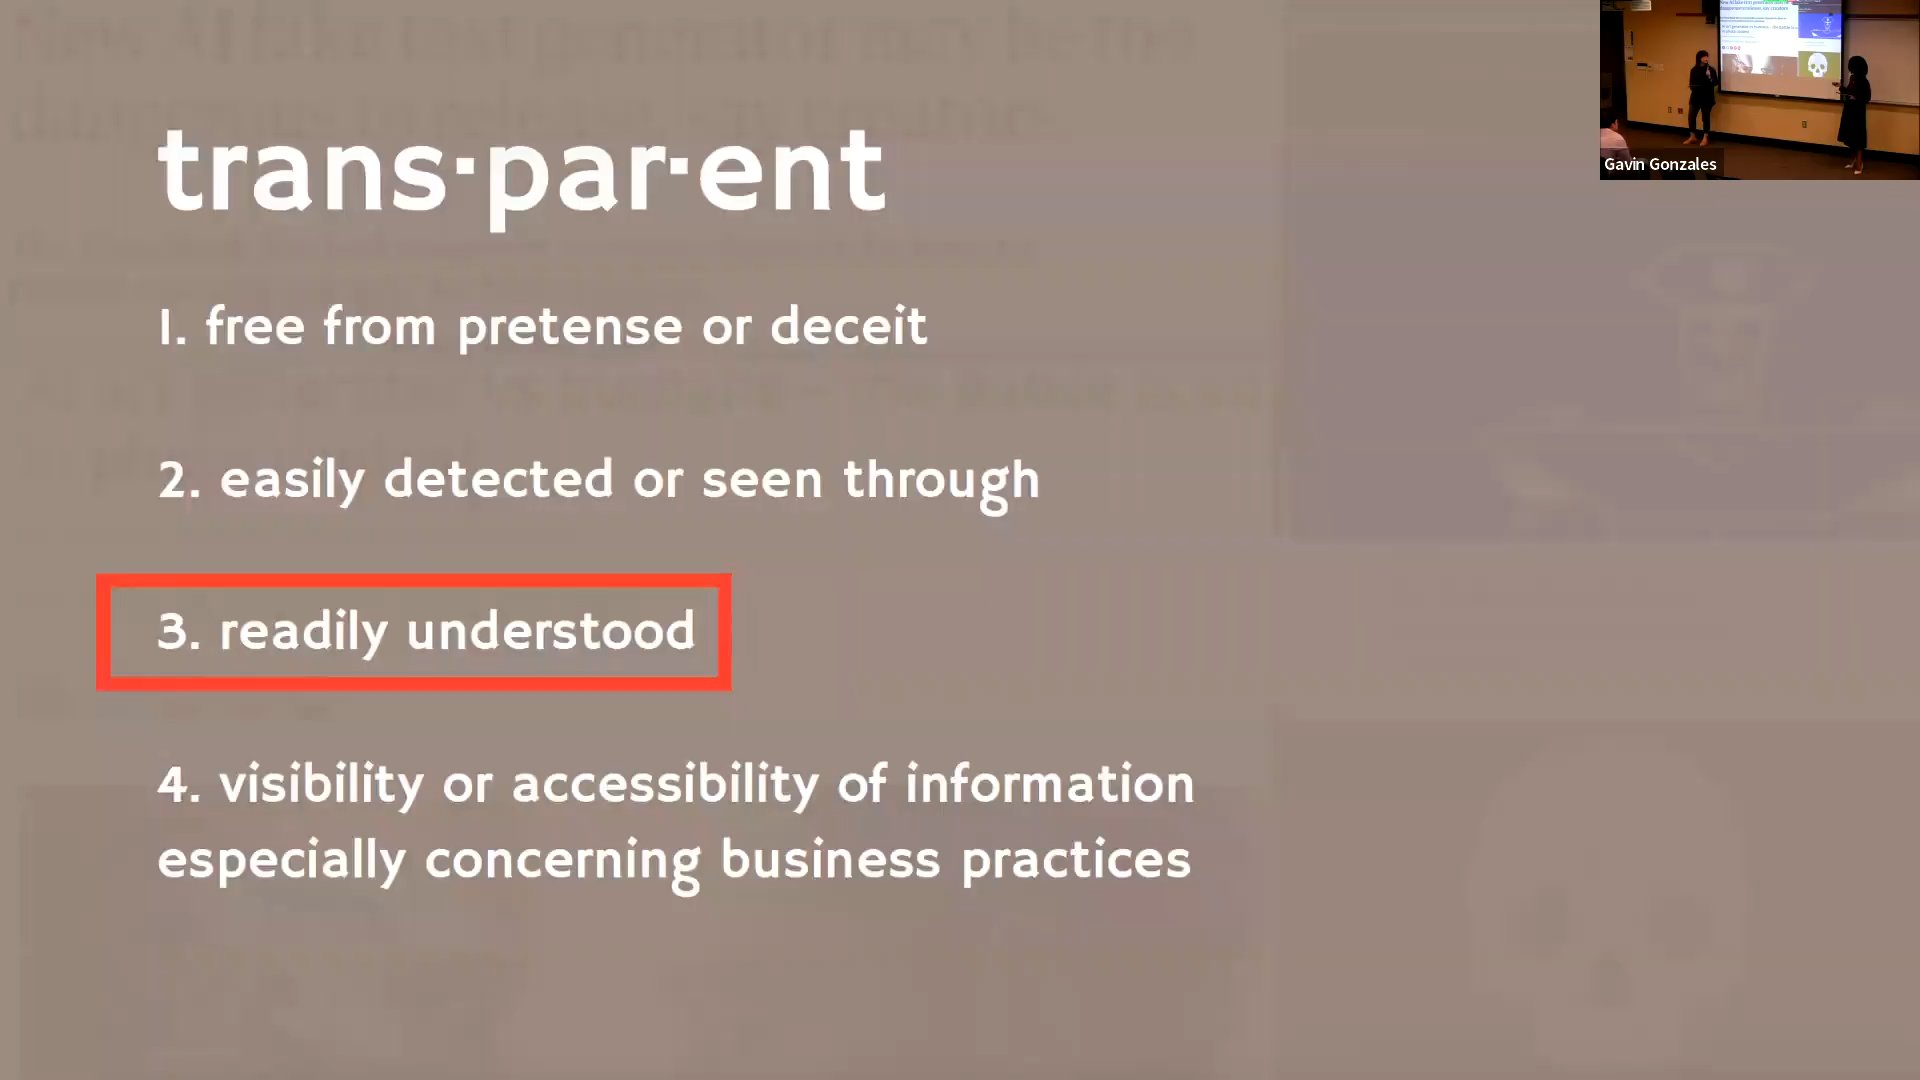 trans·par·ent
1. free from pretense or deceit
2. easily detected or seen through
3. readily understood
4. visibility or accessibility of information
especially concerning business practices
Gavin Gonzales